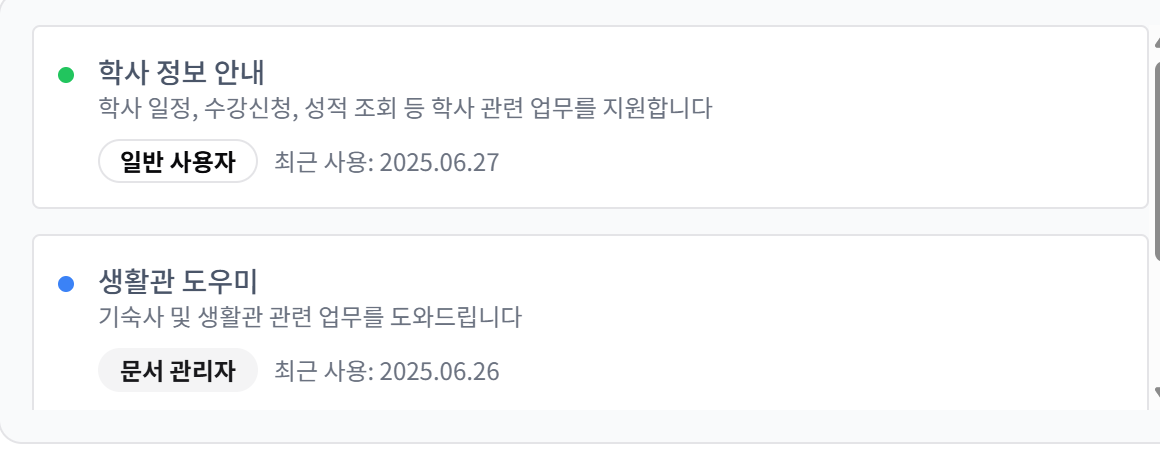 학사 정보 안내
학사 일정, 수강신청, 성적 조회 등 학사 관련 업무를 지원합니다
일반 사용자 최근 사용: 2025.06.27
생활관 도우미
기숙사 및 생활관 관련 업무를 도와드립니다
문서 관리자 최근 사용: 2025.06.26